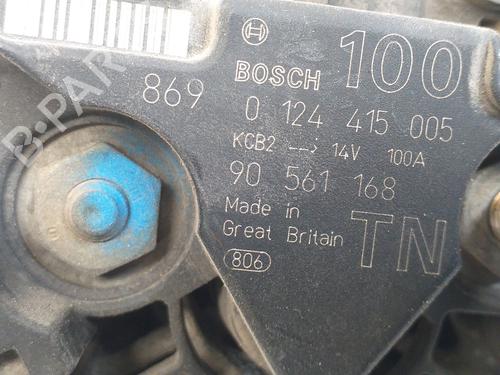 100
BOSCH
869
0 124 415 005
KCB2 --> 14V 100A
90 561 168
Made in
Great Britain
TN
806
B-PARTS